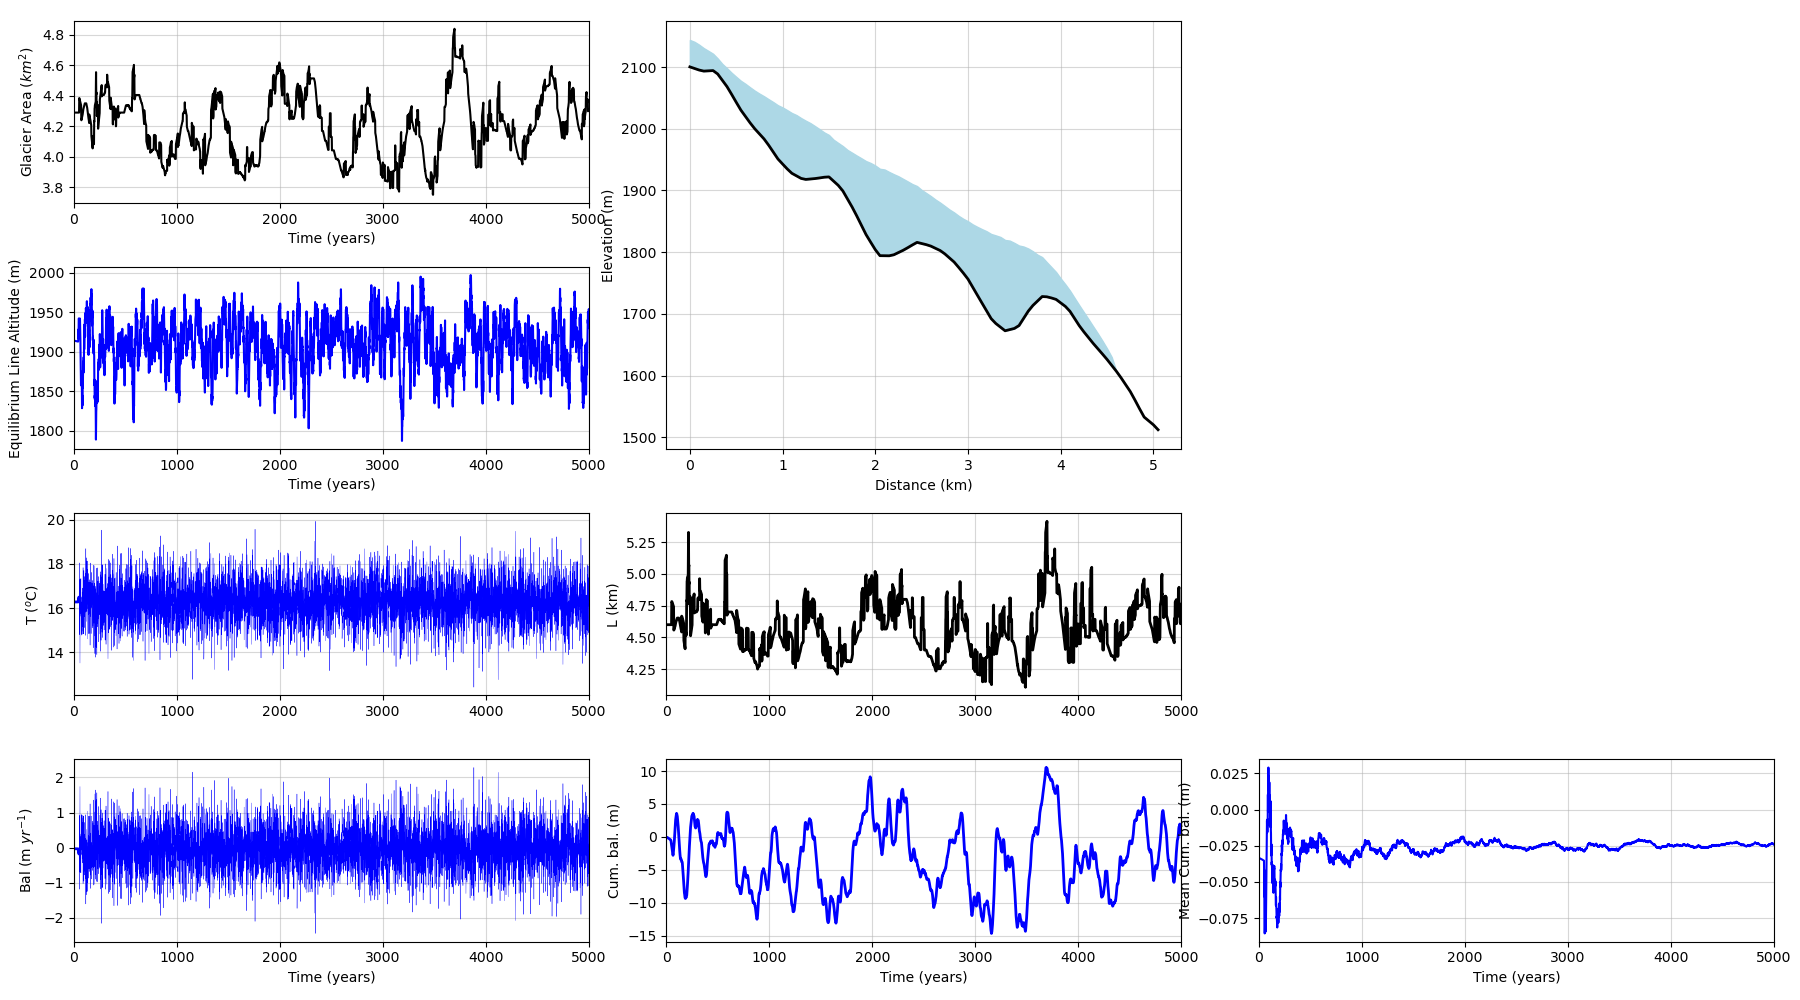 Glacier Area (km²)
4.8
4.6
4.4
4.2
4.0
3.8
0 1000 2000 3000 4000 5000
Time (years)
Elevation (m)
2100
2000
1900
1800
1700
1600
1500
0 1 2 3 4 5
Distance (km)
Equilibrium Line Altitude (m)
2000
1950
1900
1850
1800
0 1000 2000 3000 4000 5000
Time (years)
T (°C)
20
18
16
14
0 1000 2000 3000 4000 5000
L (km)
5.25
5.00
4.75
4.50
4.25
0 1000 2000 3000 4000 5000
Bal (m yr⁻¹)
2
1
0
−1
−2
0 1000 2000 3000 4000 5000
Time (years)
Cum. bal. (m)
10
5
0
−5
−10
−15
0 1000 2000 3000 4000 5000
Time (years)
Mean Cum. bal. (m)
0.025
0.000
−0.025
−0.050
−0.075
0 1000 2000 3000 4000 5000
Time (years)